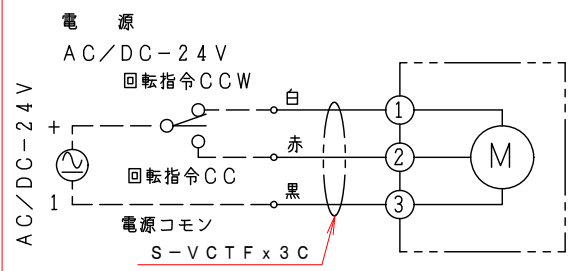 電 源
AC/DC-24V
回転指令CCW
白
1
AC/DC-24V
+
赤
2
M
回転指令CC
黒
1
3
電源コモン
S-VCTFx3C